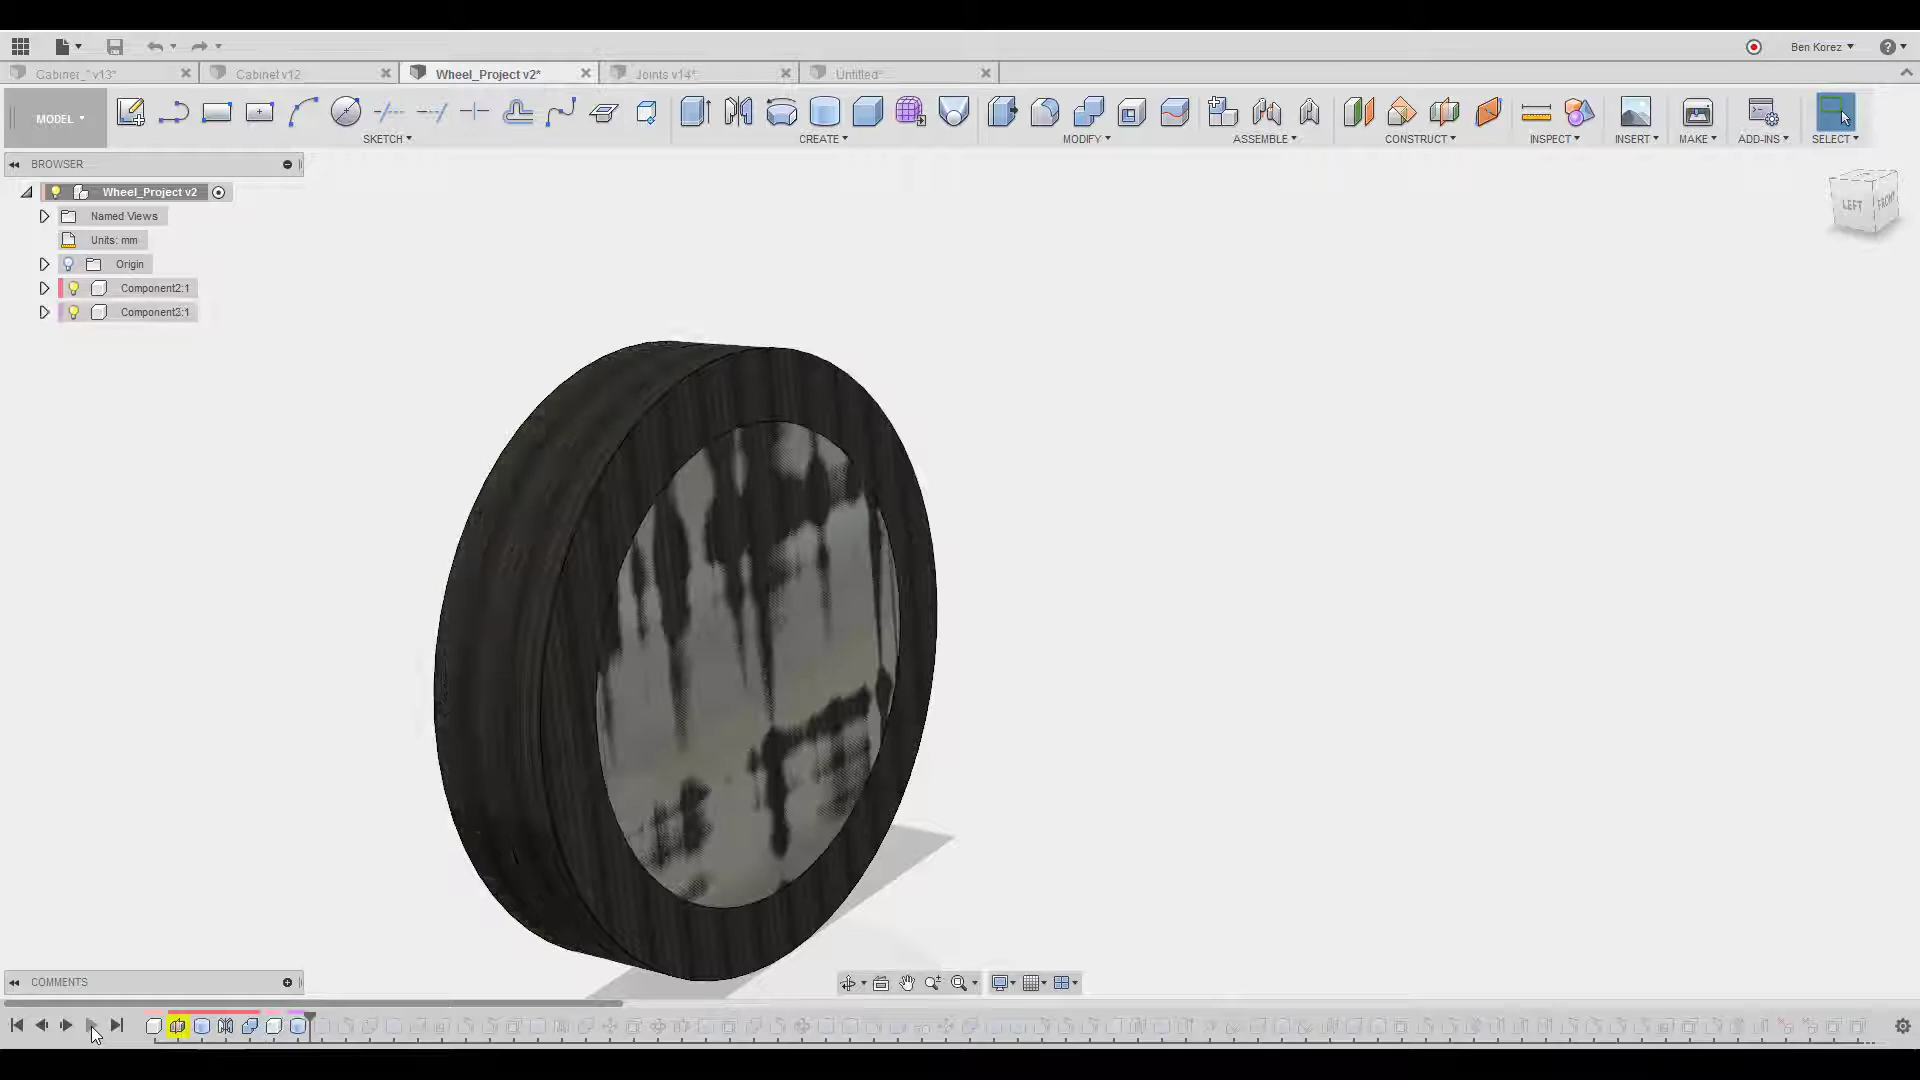 Ben Korez
Cabinet v12
Wheel_Project v2*
Joints v14*
Untitled*
MODEL
SKETCH
CREATE
MODIFY
ASSEMBLE
CONSTRUCT
INSPECT
INSERT
MAKE
ADD-INS
SELECT
BROWSER
Wheel_Project v2
Named Views
Units: mm
Origin
Component2:1
Component3:1
LEFT
FRONT
COMMENTS